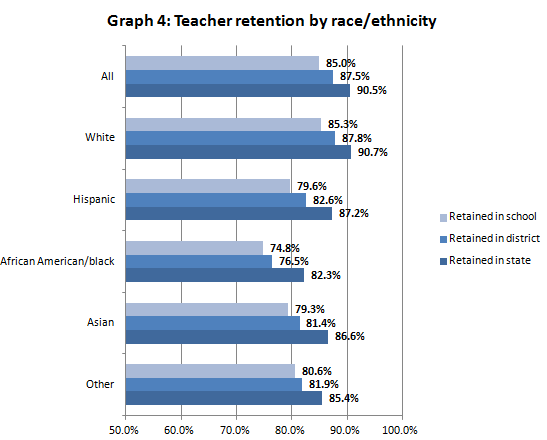 Graph 4: Teacher retention by race/ethnicity
All
85.0%
87.5%
90.5%
White
85.3%
87.8%
90.7%
Hispanic
79.6%
82.6%
87.2%
African American/black
74.8%
76.5%
82.3%
Asian
79.3%
81.4%
86.6%
Other
80.6%
81.9%
85.4%
Retained in school
Retained in district
Retained in state
50.0% 60.0% 70.0% 80.0% 90.0% 100.0%